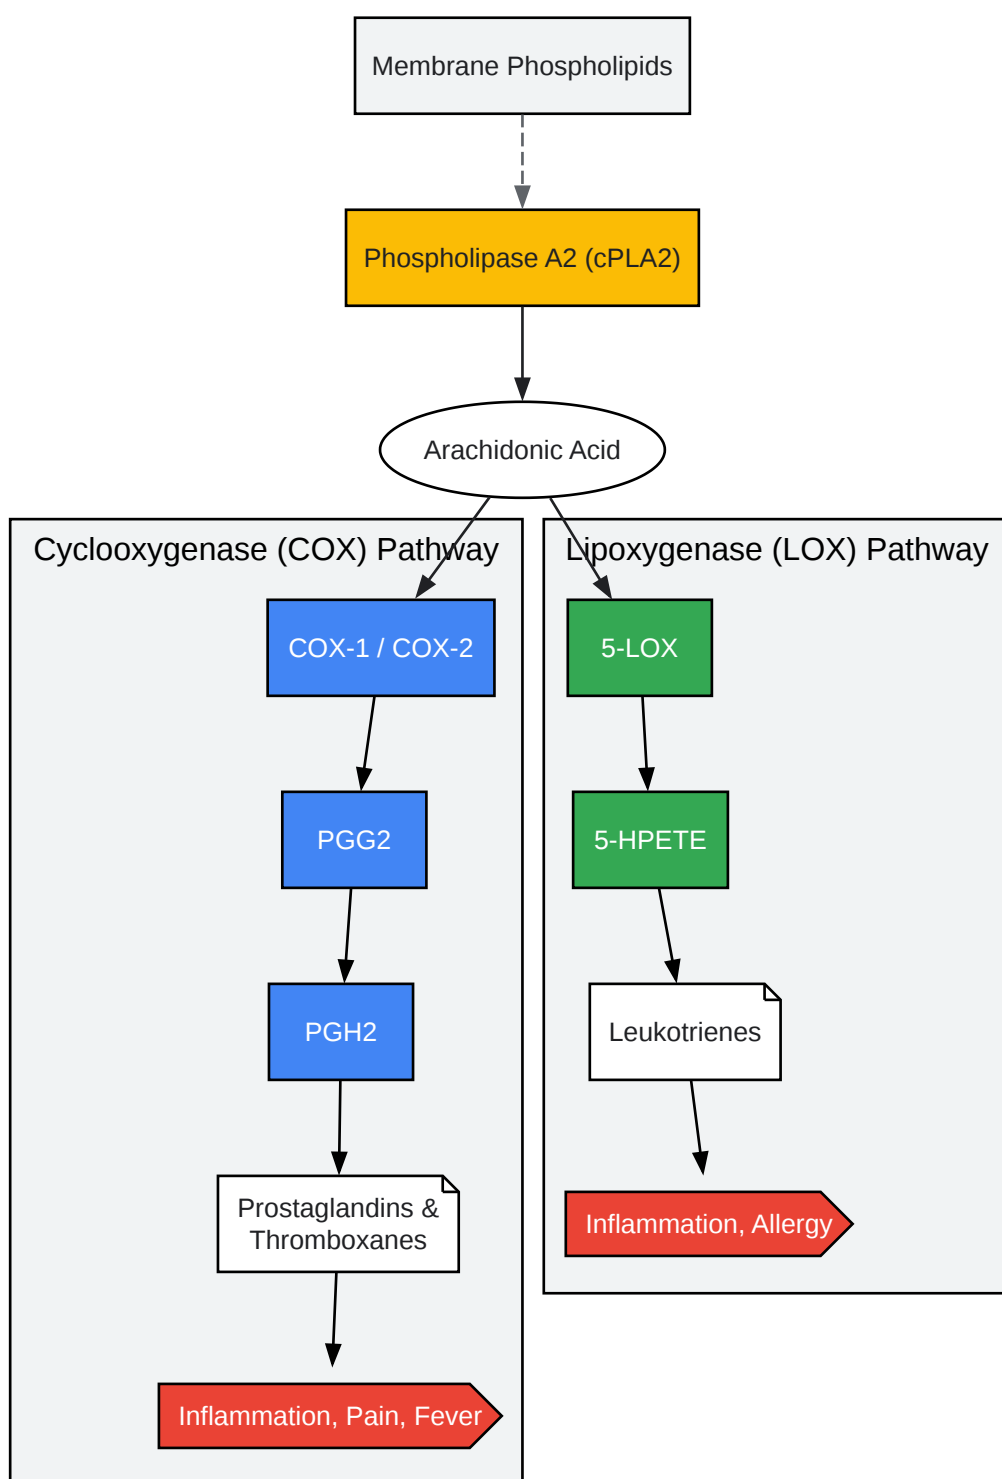 Membrane Phospholipids
Phospholipase A2 (cPLA2)
Arachidonic Acid
Cyclooxygenase (COX) Pathway
COX-1 / COX-2
PGG2
PGH2
Prostaglandins &
Thromboxanes
Inflammation, Pain, Fever
Lipoxygenase (LOX) Pathway
5-LOX
5-HPETE
Leukotrienes
Inflammation, Allergy